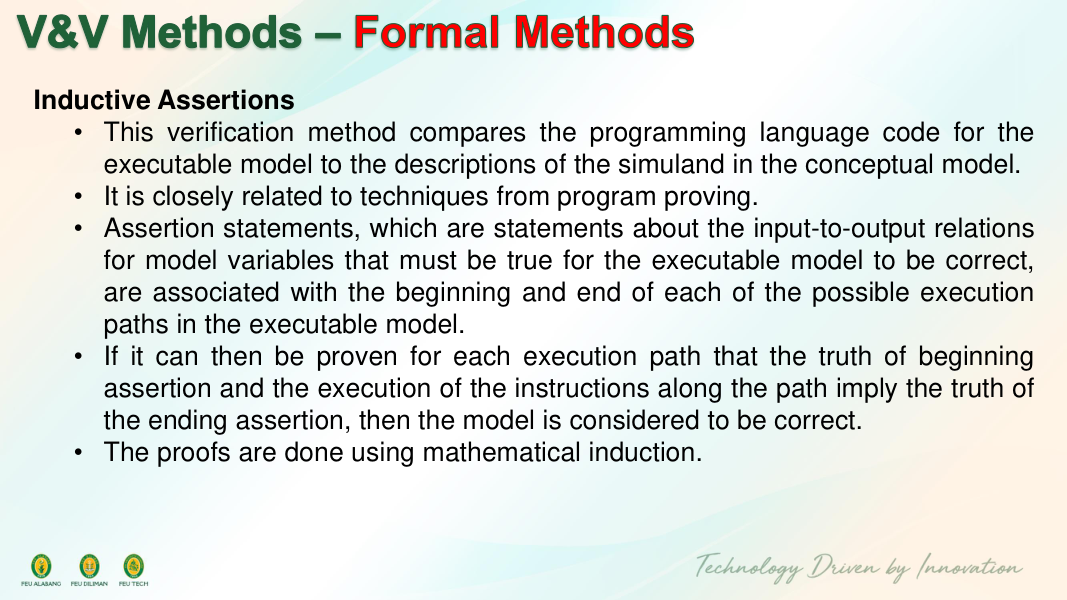 V&V Methods – Formal Methods
Inductive Assertions
• This verification method compares the programming language code for the
executable model to the descriptions of the simuland in the conceptual model.
• It is closely related to techniques from program proving.
• Assertion statements, which are statements about the input-to-output relations
for model variables that must be true for the executable model to be correct,
are associated with the beginning and end of each of the possible execution
paths in the executable model.
• If it can then be proven for each execution path that the truth of beginning
assertion and the execution of the instructions along the path imply the truth of
the ending assertion, then the model is considered to be correct.
• The proofs are done using mathematical induction.
FEU ALABANG FEU DILIMAN FEU TECH
Technology Driven by Innovation